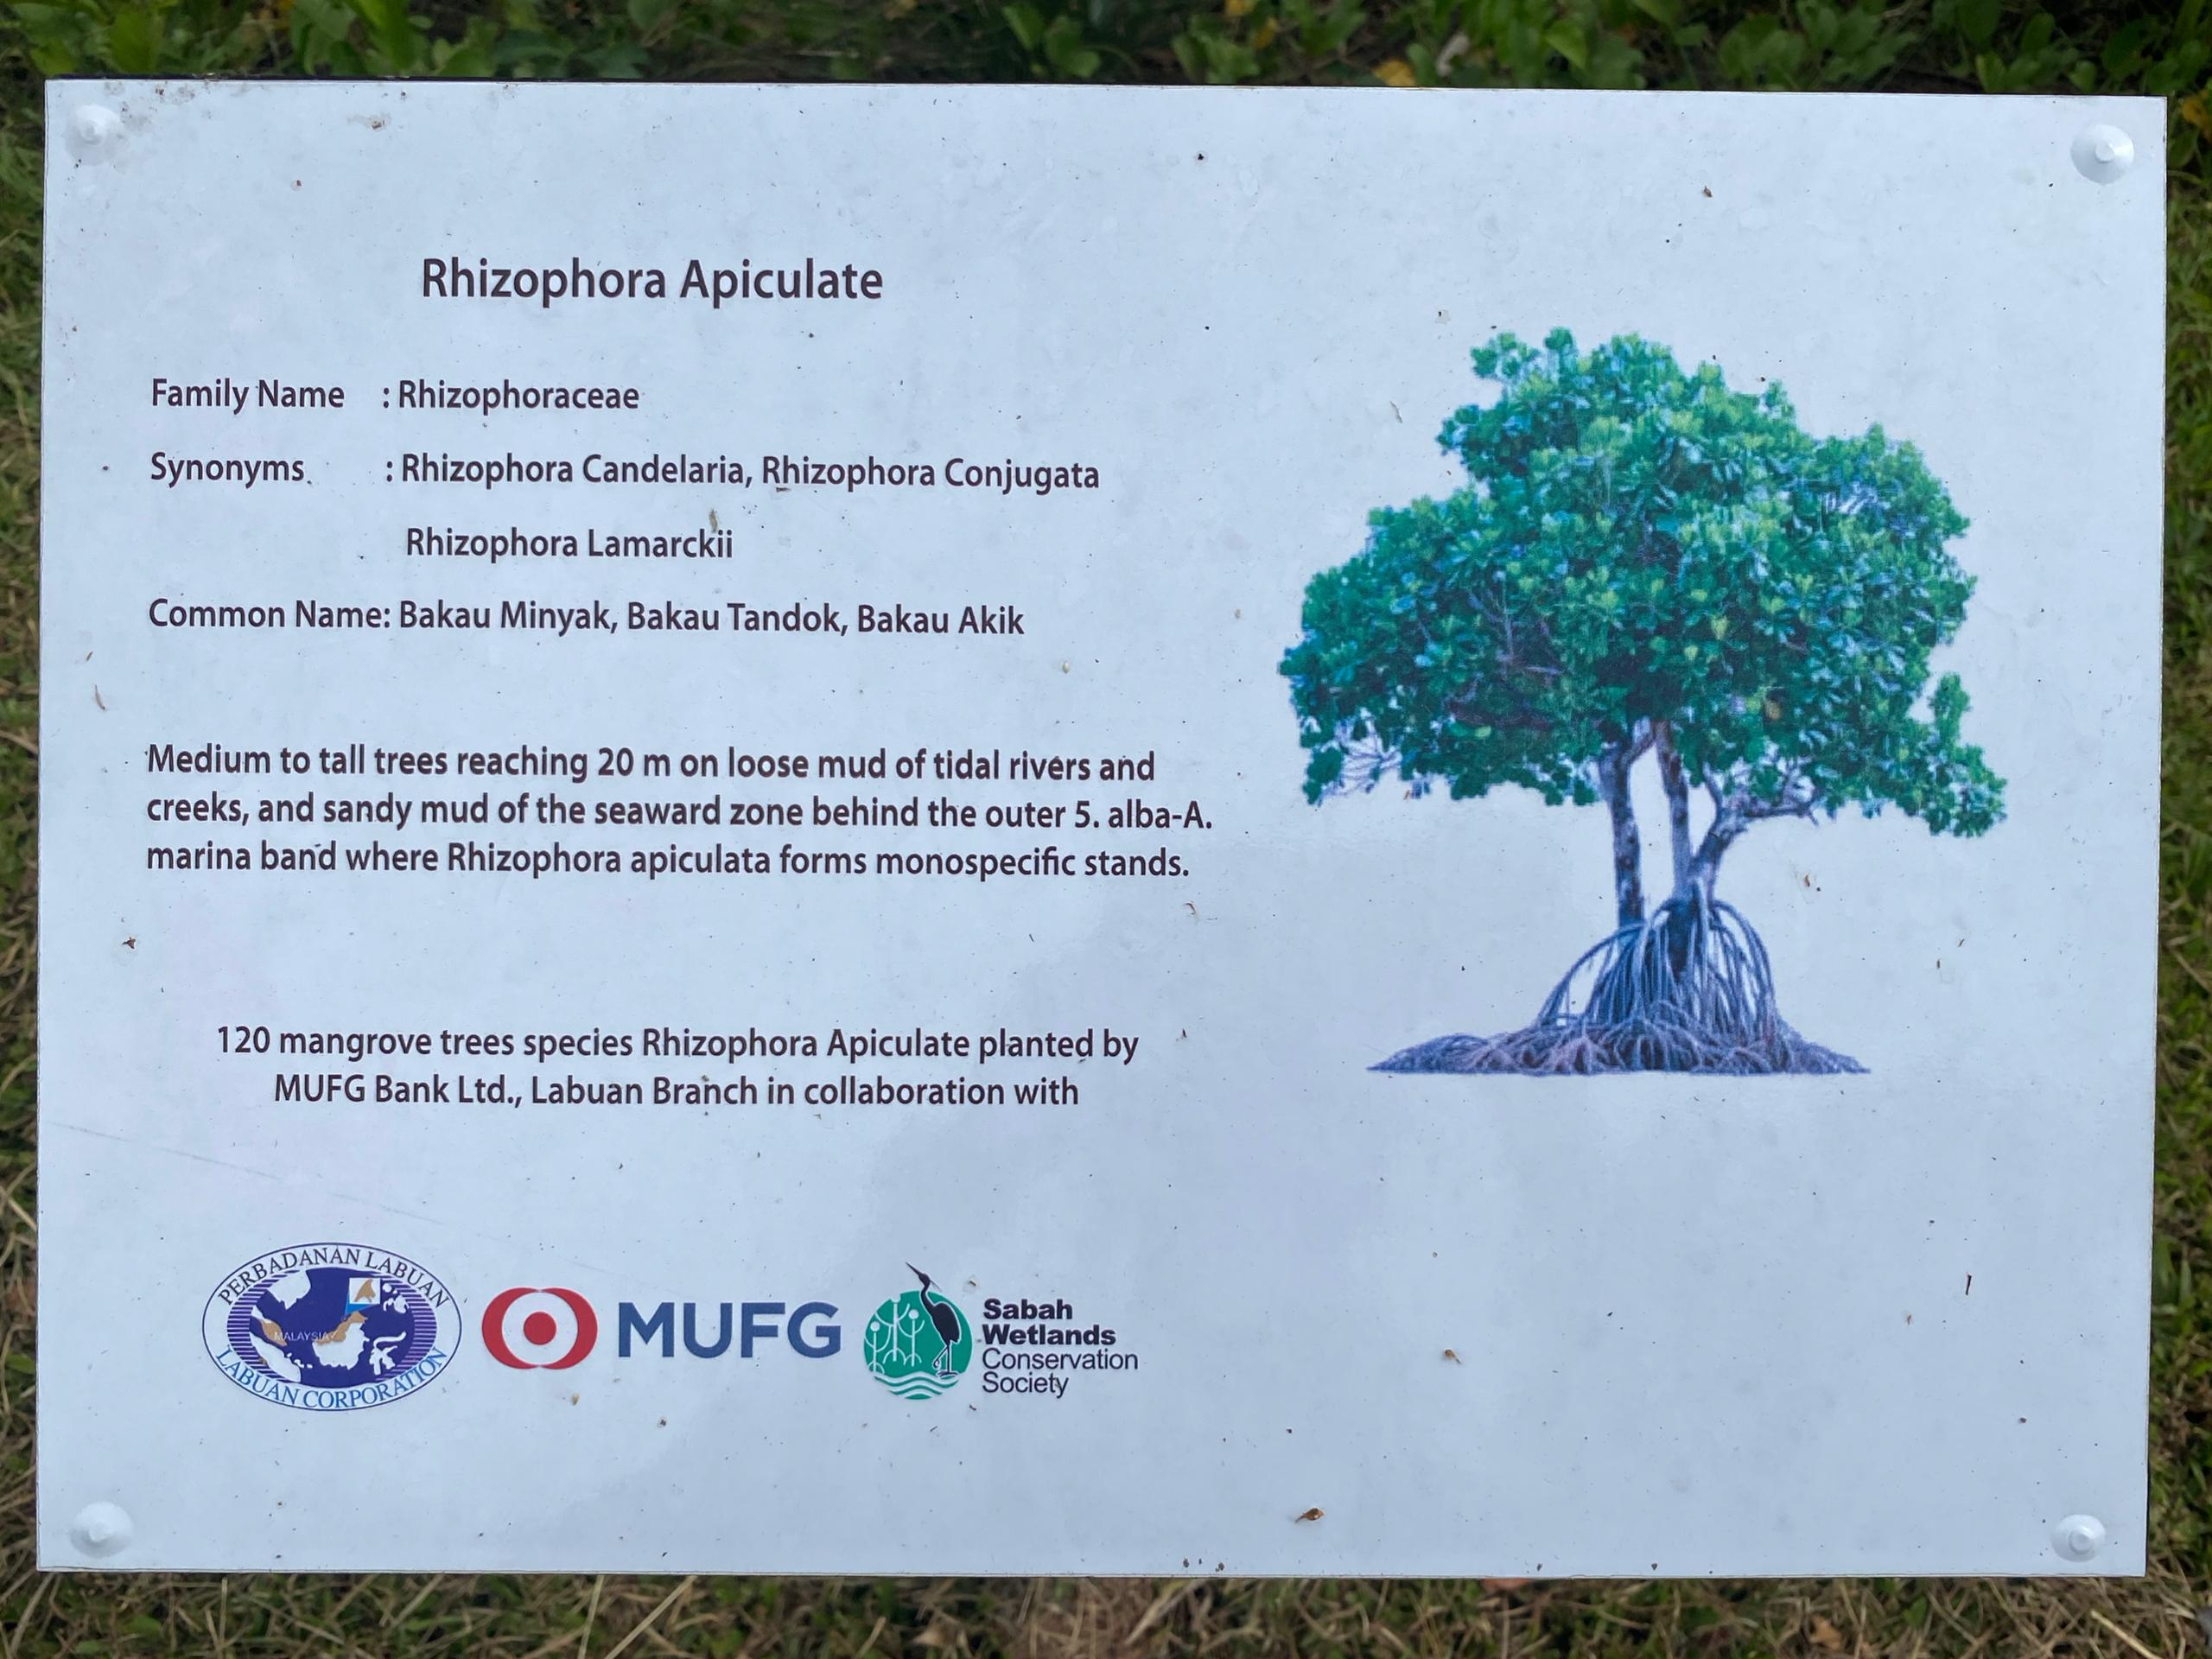 Rhizophora Apiculate
Family Name : Rhizophoraceae
Synonyms : Rhizophora Candelaria, Rhizophora Conjugata
Rhizophora Lamarckii
Common Name: Bakau Minyak, Bakau Tandok, Bakau Akik
Medium to tall trees reaching 20 m on loose mud of tidal rivers and
creeks, and sandy mud of the seaward zone behind the outer 5. alba-A.
marina band where Rhizophora apiculata forms monospecific stands.
120 mangrove trees species Rhizophora Apiculate planted by
MUFG Bank Ltd., Labuan Branch in collaboration with
PERBADANAN LABUAN
MALAYSIA
LABUAN CORPORATION
MUFG
Sabah
Wetlands
Conservation
Society